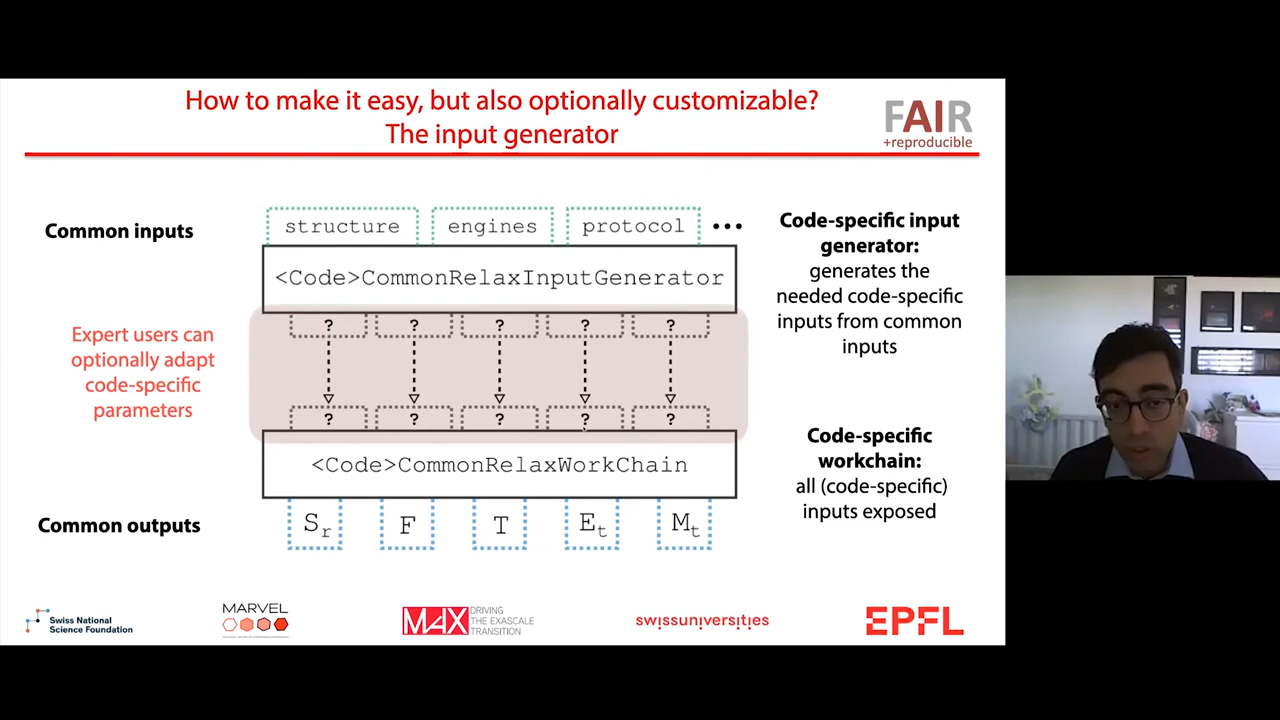 How to make it easy, but also optionally customizable?
The input generator
FAIR
+reproducible
Common inputs
structure
engines
protocol
•••
<Code>CommonRelaxInputGenerator
? ? ? ? ?
Expert users can
optionally adapt
code-specific
parameters
? ? ? ? ?
<Code>CommonRelaxWorkChain
Common outputs
Sr F T Et Mt
Code-specific input
generator:
generates the
needed code-specific
inputs from common
inputs
Code-specific
workchain:
all (code-specific)
inputs exposed
Swiss National
Science Foundation
MARVEL
MAX
DRIVING
THE EXASCALE
TRANSITION
swissuniversities
EPFL